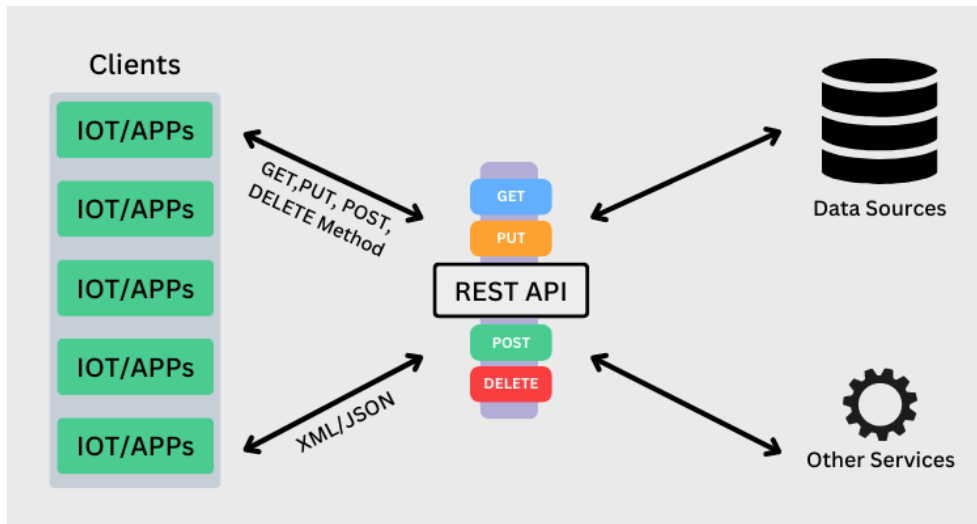 Clients
IOT/APPs
IOT/APPs
IOT/APPs
IOT/APPs
IOT/APPs
GET,PUT, POST,
DELETE Method
XML/JSON
GET
PUT
REST API
POST
DELETE
Data Sources
Other Services